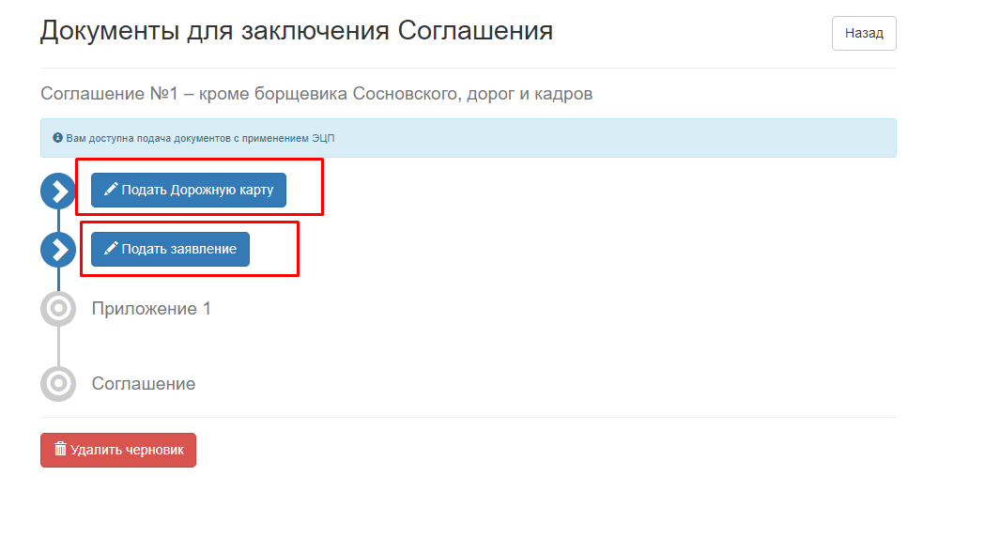 Документы для заключения Соглашения
Назад
Соглашение №1 – кроме борщевика Сосновского, дорог и кадров
Вам доступна подача документов с применением ЭЦП
Подать Дорожную карту
Подать заявление
Приложение 1
Соглашение
Удалить черновик